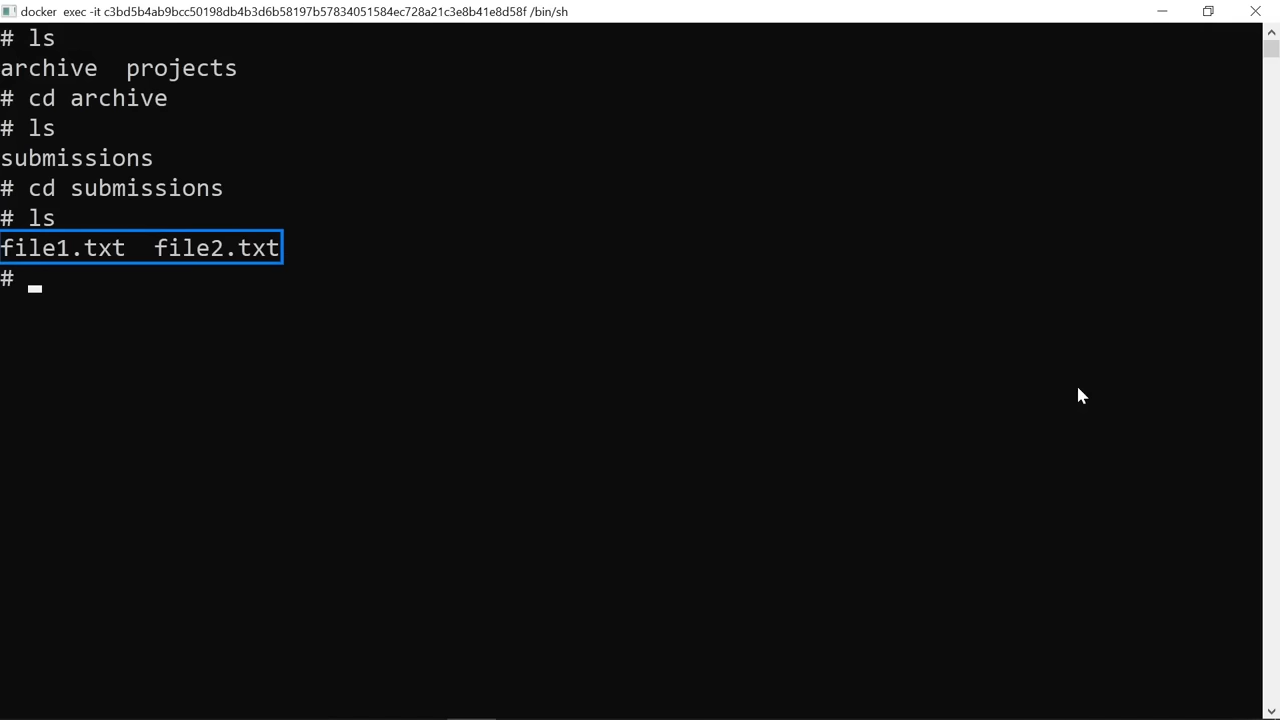 docker exec -it c3bd5b4ab9bcc50198db4b3d6b58197b57834051584ec728a21c3e8b41e8d58f /bin/sh
# ls
archive  projects
# cd archive
# ls
submissions
# cd submissions
# ls
file1.txt  file2.txt
#